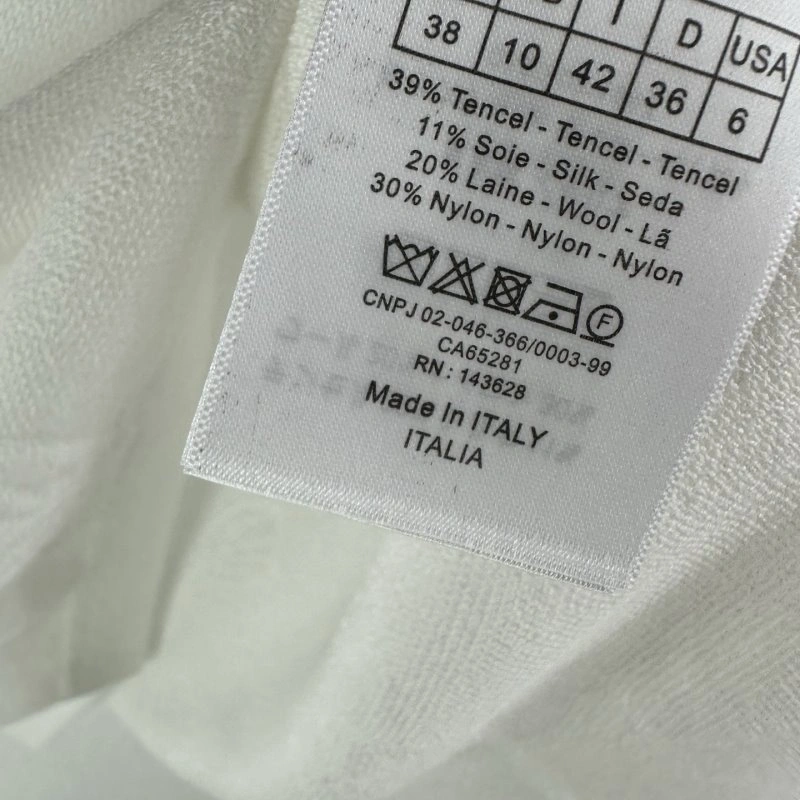 I D USA
38 10 42 36 6
39% Tencel - Tencel - Tencel
11% Soie - Silk - Seda
20% Laine - Wool - Lã
30% Nylon - Nylon - Nylon
F
CNPJ 02-046-366/0003-99
CA65281
RN : 143628
Made In ITALY
ITALIA